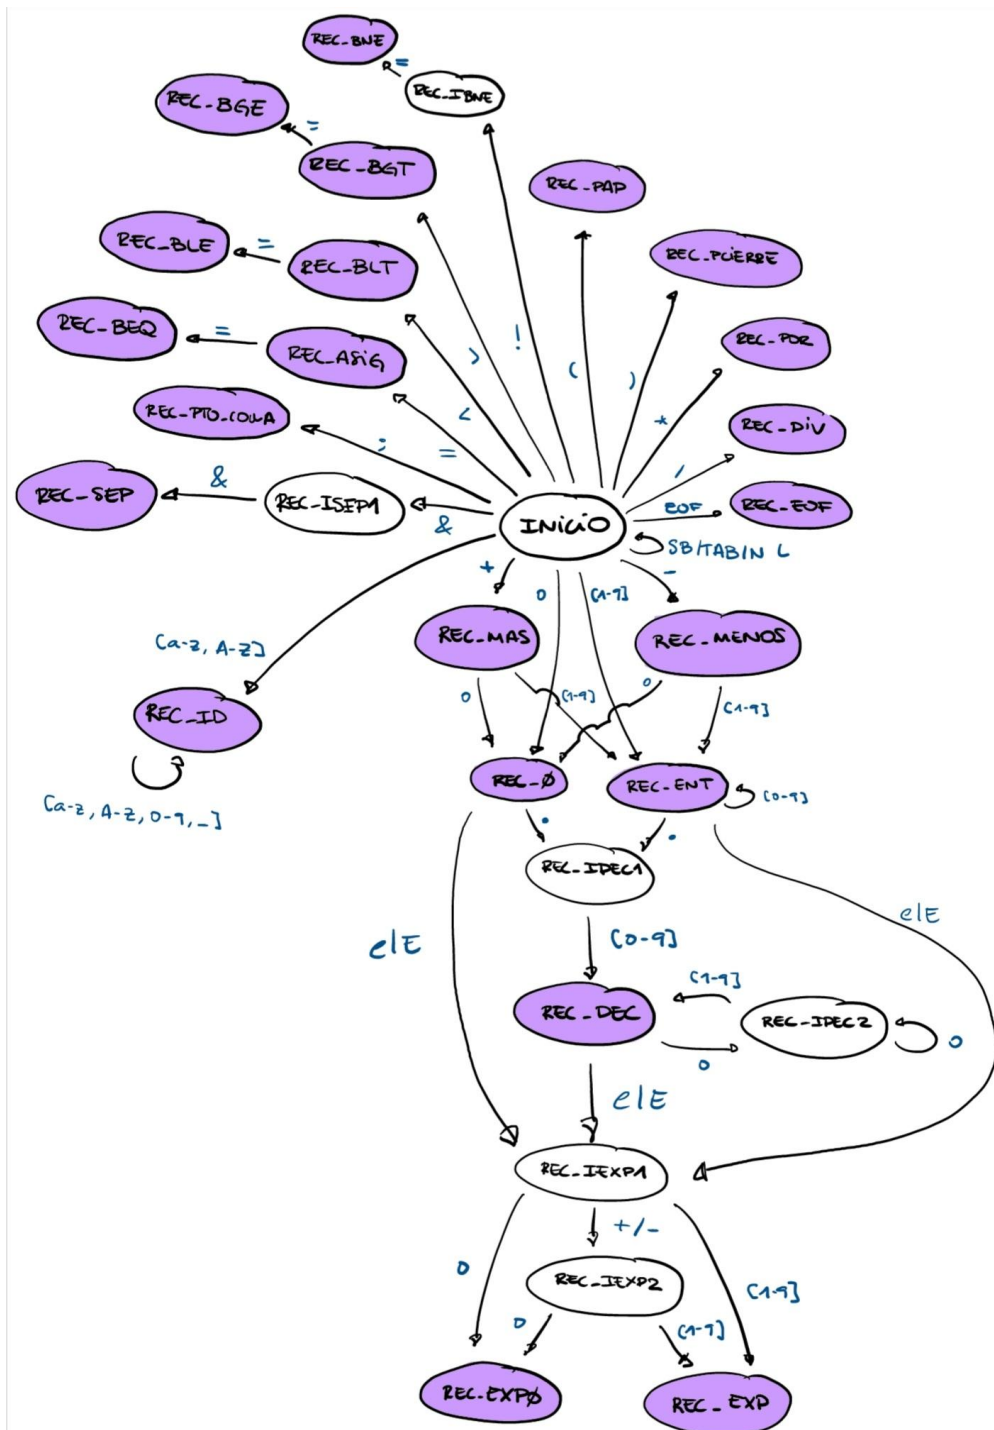 REC_BNE
=
REC_IBNE
REC_BGE
=
REC_BGT
REC_PAP
REC_BLE
=
REC_BLT
REC_PCIERRE
REC_BEQ
=
REC_ASIG
>
!
(
)
REC_POR
REC_PTO_COMA
;
=
<
*
REC_DIV
/
REC_SEP
&
REC_ISEP1
&
INICIO
EOF
REC_EOF
SB/TAB/N L
+
0
[1-9]
-
REC_MAS
REC_MENOS
[a-z, A-Z]
0
[1-9]
0
[1-9]
REC_ID
[a-z, A-Z, 0-9, _]
REC_Ø
REC_ENT
[0-9]
.
.
REC_IDEC1
e|E
e|E
[0-9]
[1-9]
REC_DEC
REC_IDEC2
0
0
e|E
REC_IEXP1
+/-
0
[1-9]
REC_IEXP2
0
[1-9]
REC_EXPØ
REC_EXP